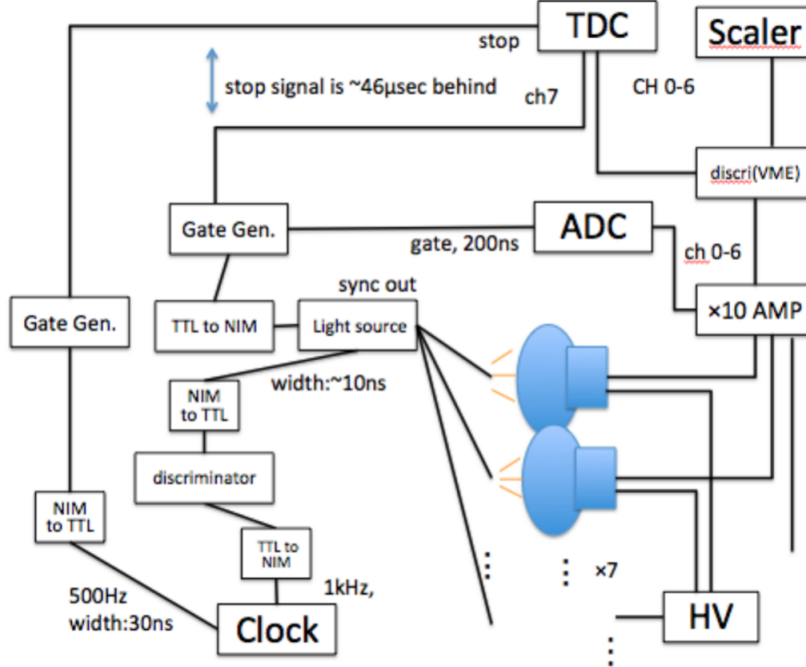 TDC
Scaler
stop
stop signal is ~46μsec behind
ch7
CH 0-6
discri(VME)
Gate Gen.
ADC
gate, 200ns
ch 0-6
sync out
Gate Gen.
TTL to NIM
Light source
×10 AMP
width:~10ns
NIM
to TTL
discriminator
NIM
to TTL
TTL to
NIM
×7
500Hz
width:30ns
1kHz,
Clock
HV